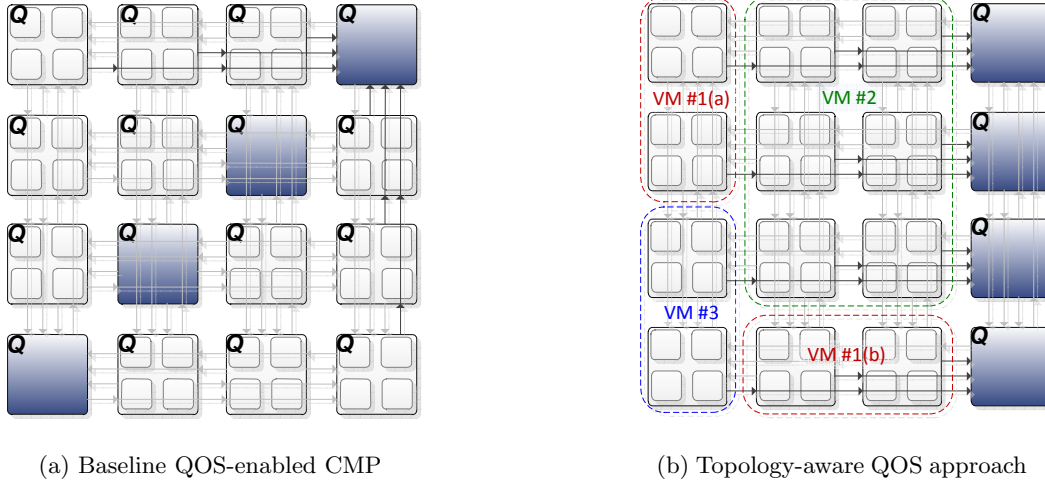 Q Q Q Q Q
VM #1(a) VM #2
Q Q Q Q Q
Q Q Q Q Q
VM #3
Q Q Q Q Q
VM #1(b)
(a) Baseline QOS-enabled CMP (b) Topology-aware QOS approach